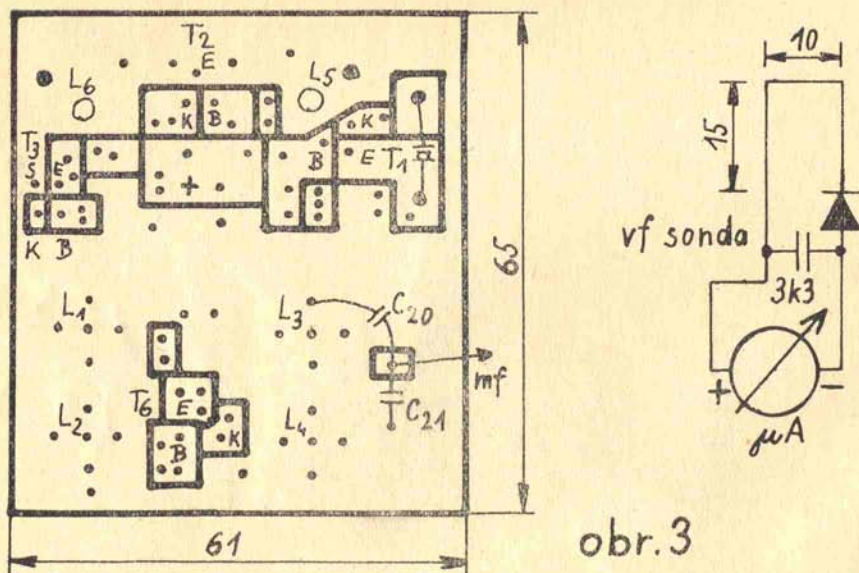 T2
E
L6
L5
K
B
K
T3
S
E
+
B
E
T1
K
B
L1
L3
C20
mf
T6
E
C21
L2
B
K
L4
65
61
10
15
vf sonda
3k3
+
-
µA
obr.3